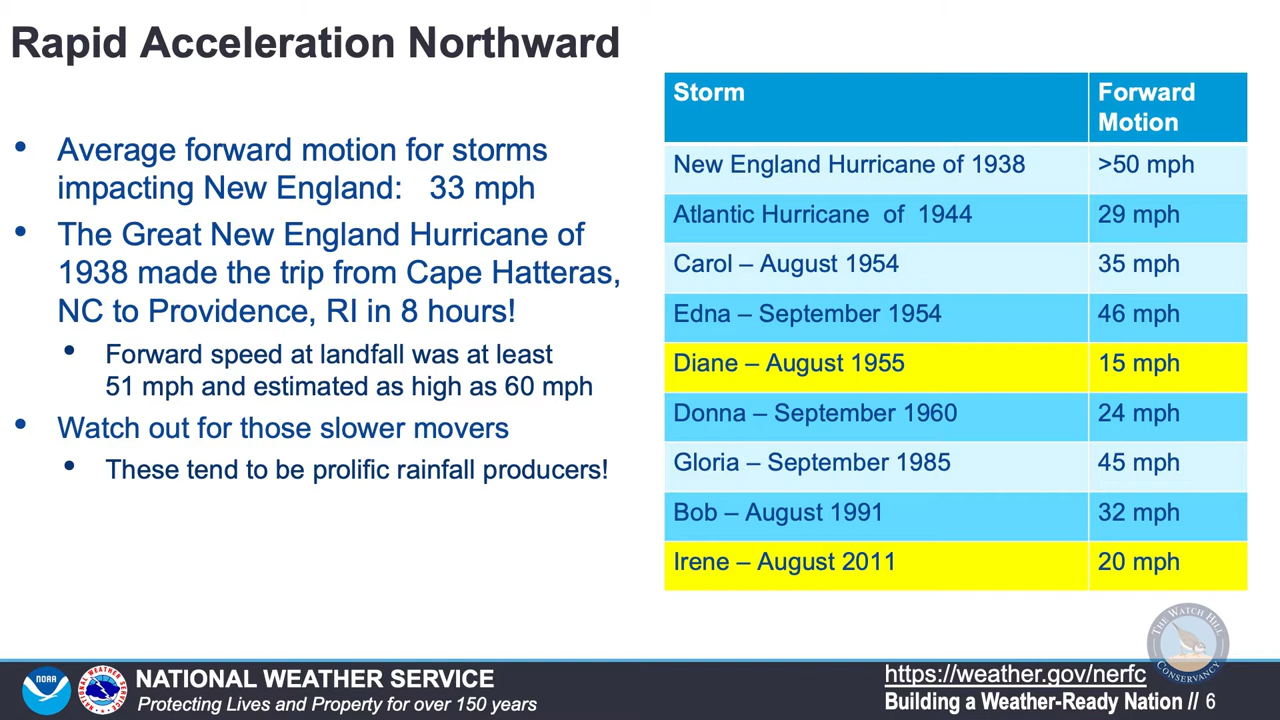 Rapid Acceleration Northward
• Average forward motion for storms
impacting New England: 33 mph
• The Great New England Hurricane of
1938 made the trip from Cape Hatteras,
NC to Providence, RI in 8 hours!
• Forward speed at landfall was at least
51 mph and estimated as high as 60 mph
• Watch out for those slower movers
• These tend to be prolific rainfall producers!
Storm Forward
Motion
New England Hurricane of 1938 >50 mph
Atlantic Hurricane of 1944 29 mph
Carol – August 1954 35 mph
Edna – September 1954 46 mph
Diane – August 1955 15 mph
Donna – September 1960 24 mph
Gloria – September 1985 45 mph
Bob – August 1991 32 mph
Irene – August 2011 20 mph
THE WATCH HILL
CONSERVANCY
NOAA
NATIONAL WEATHER SERVICE
Protecting Lives and Property for over 150 years
https://weather.gov/nerfc
Building a Weather-Ready Nation // 6